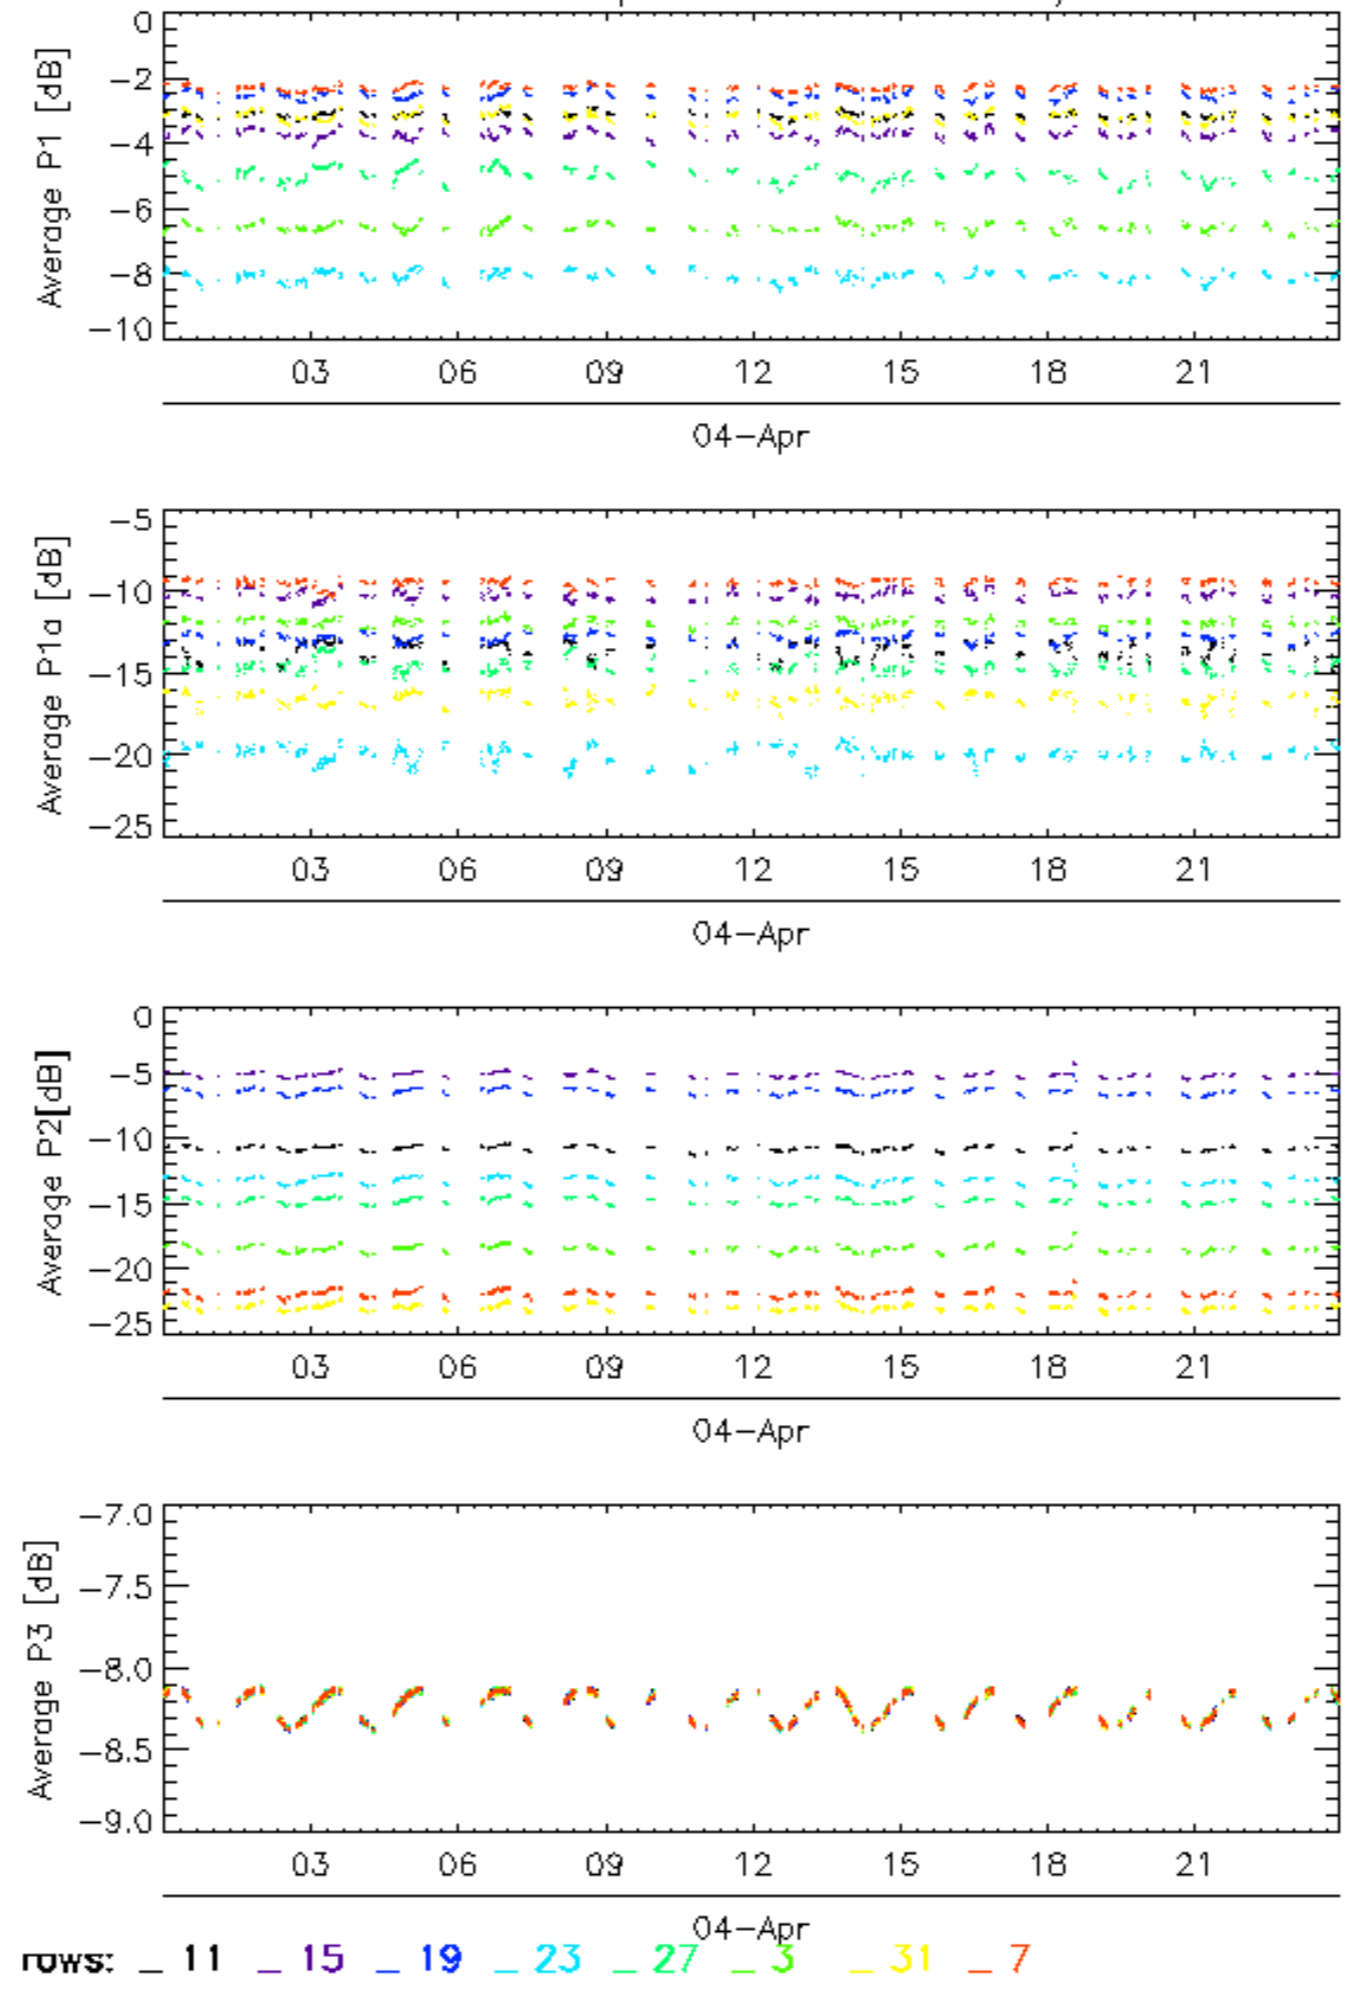 0
−2
−4
−6
−8
−10
Average P1 [dB]
03 06 09 12 15 18 21
04−Apr
−5
−10
−15
−20
−25
Average P1a [dB]
03 06 09 12 15 18 21
04−Apr
0
−5
−10
−15
−20
−25
Average P2[dB]
03 06 09 12 15 18 21
04−Apr
−7.0
−7.5
−8.0
−8.5
−9.0
Average P3 [dB]
03 06 09 12 15 18 21
04−Apr
rows: _ 11 _ 15 _ 19 _ 23 _ 27 _ 3 _ 31 _ 7